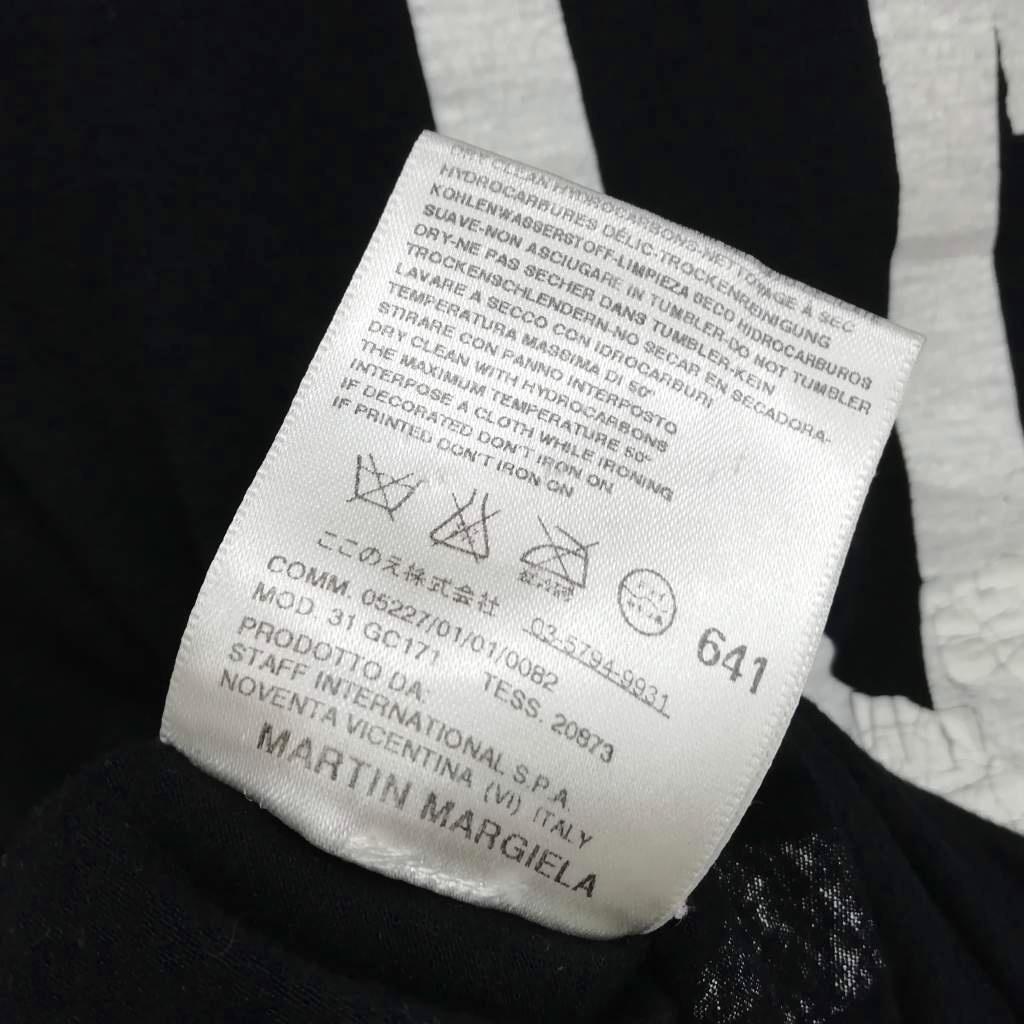 CLEAN HYDROCARBONS-NETTOYAGE À SEC
HYDROCARBURES DÉLIC-TROCKENREINIGUNG
KOHLENWASSERSTOFF-LIMPIEZA SECO HIDROCARBUROS
SUAVE-NON ASCIUGARE IN TUMBLER-DO NOT TUMBLER
DRY-NE PAS SECHER DANS TUMBLER-KEIN
TROCKENSCHLENDERN-NO SECAR EN SECADORA-
LAVARE A SECCO CON IDROCARBURI
TEMPERATURA MASSIMA DI 50°
STIRARE CON PANNO INTERPOSTO
DRY CLEAN WITH HYDROCARBONS
THE MAXIMUM TEMPERATURE 50°
INTERPOSE A CLOTH WHILE IRONING
IF DECORATED DON'T IRON ON
IF PRINTED DON'T IRON ON
ここのえ株式会社 03-5794-9931
641
COMM. 05227/01/01/0082
MOD. 31 GC171 TESS. 20873
PRODOTTO DA:
STAFF INTERNATIONAL S.P.A.
NOVENTA VICENTINA (VI) ITALY
MARTIN MARGIELA